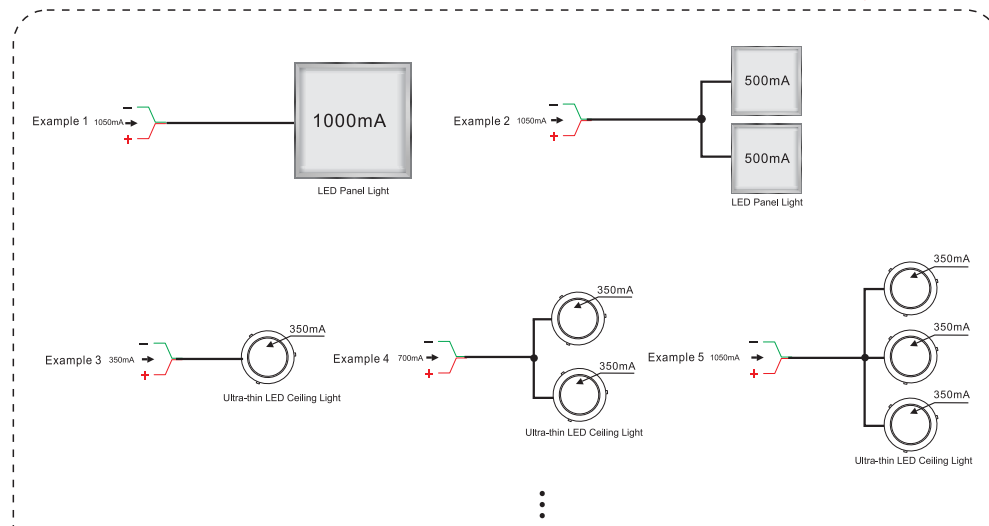 Example 1 1050mA
− +
1000mA
LED Panel Light
Example 2 1050mA
− +
500mA
500mA
LED Panel Light
Example 3 350mA
− +
350mA
Ultra-thin LED Ceiling Light
Example 4 700mA
− +
350mA
350mA
Ultra-thin LED Ceiling Light
Example 5 1050mA
− +
350mA
350mA
350mA
Ultra-thin LED Ceiling Light